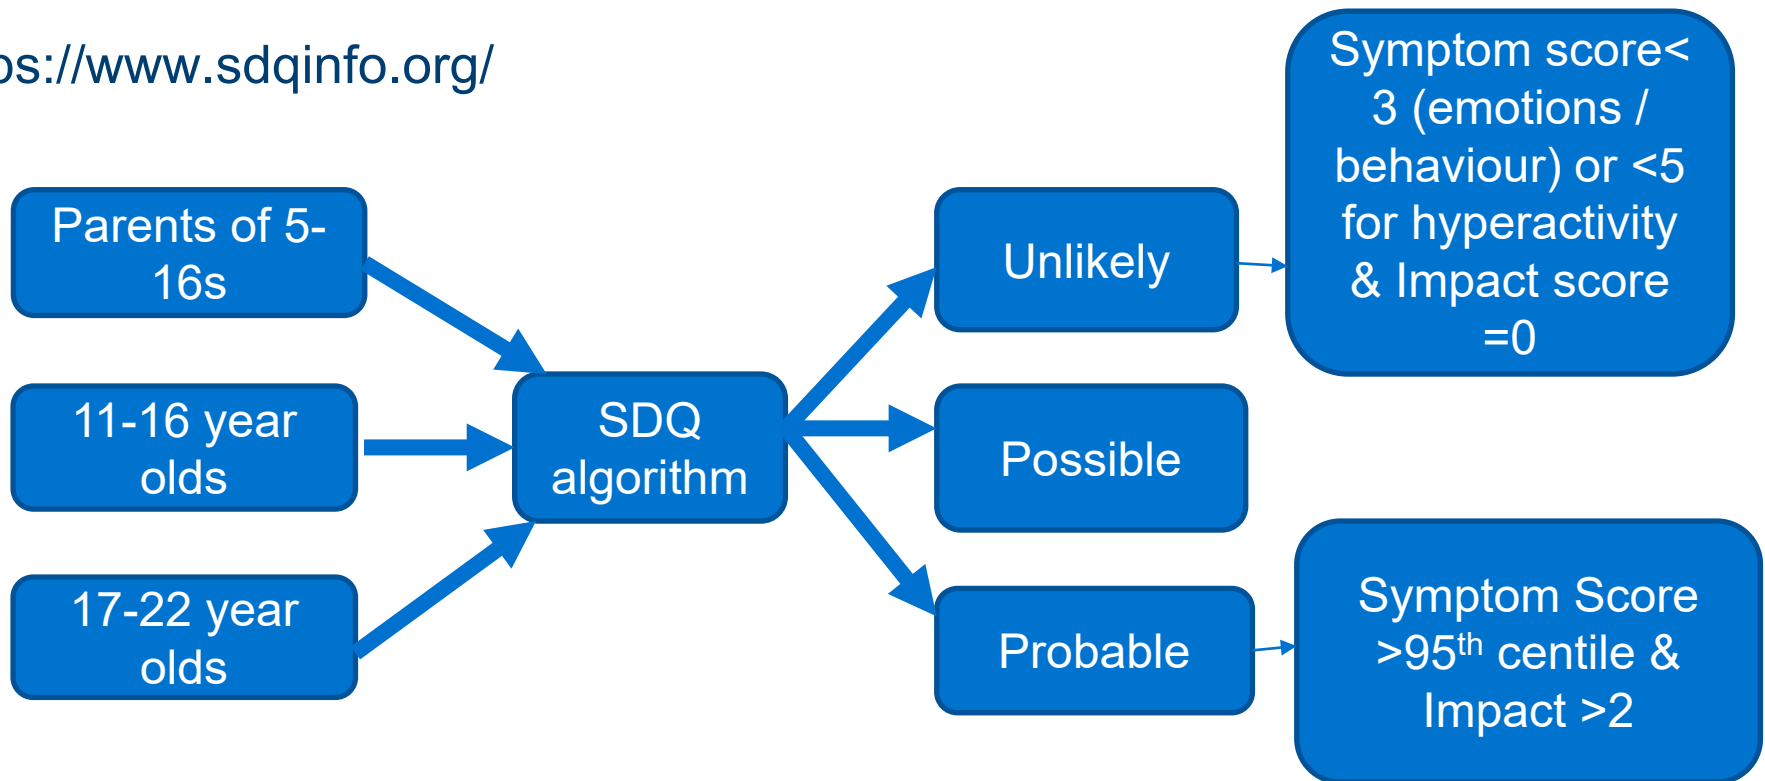 ps://www.sdqinfo.org/
Parents of 5-
16s
11-16 year
olds
17-22 year
olds
SDQ
algorithm
Unlikely
Possible
Probable
Symptom score<
3 (emotions /
behaviour) or <5
for hyperactivity
& Impact score
=0
Symptom Score
>95th centile &
Impact >2